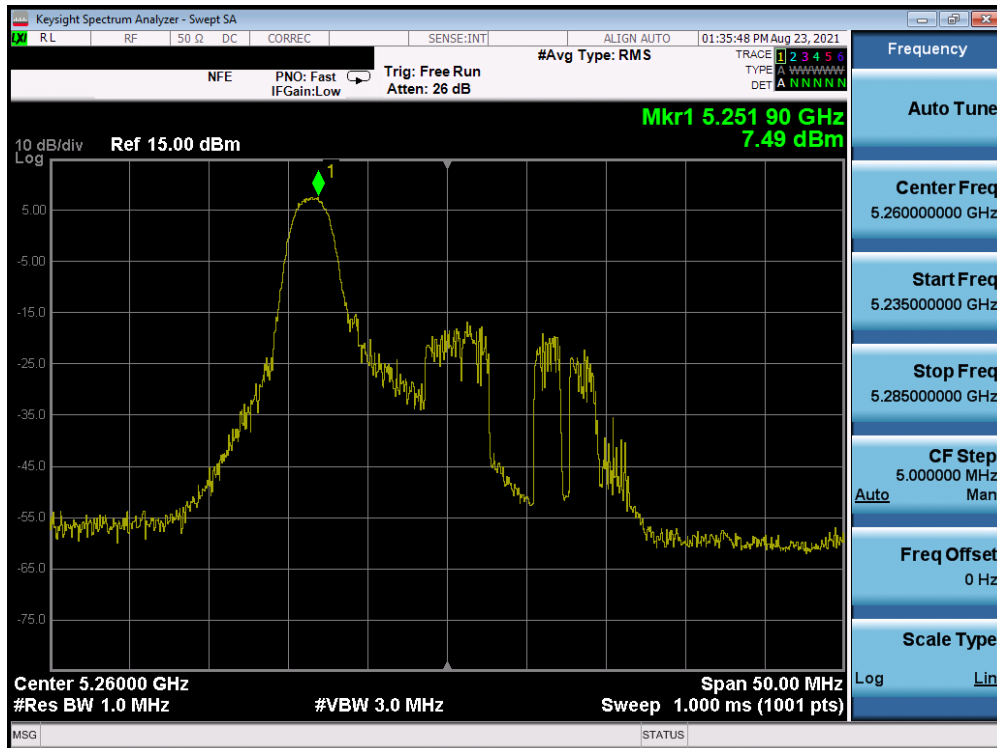 Keysight Spectrum Analyzer - Swept SA
LXI RL RF 50 Ω DC CORREC SENSE:INT ALIGN AUTO 01:35:48 PM Aug 23, 2021
Frequency
#Avg Type: RMS
TRACE 1 2 3 4 5 6
TYPE A WWWWW
DET A N N N N N
NFE
PNO: Fast
IFGain:Low
Trig: Free Run
Atten: 26 dB
Auto Tune
Mkr1 5.251 90 GHz
7.49 dBm
10 dB/div
Log
Ref 15.00 dBm
1
5.00
-5.00
-15.0
-25.0
-35.0
-45.0
-55.0
-65.0
-75.0
Center Freq
5.260000000 GHz
Start Freq
5.235000000 GHz
Stop Freq
5.285000000 GHz
CF Step
5.000000 MHz
Auto Man
Freq Offset
0 Hz
Scale Type
Log Lin
Center 5.26000 GHz
Span 50.00 MHz
#Res BW 1.0 MHz
#VBW 3.0 MHz
Sweep 1.000 ms (1001 pts)
MSG
STATUS